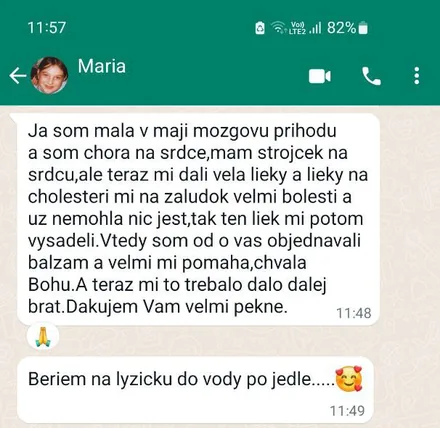 11:57
Vo)) LTE2 82%
Maria
Ja som mala v maji mozgovu prihodu
a som chora na srdce,mam strojcek na
srdcu,ale teraz mi dali vela lieky a lieky na
cholesteri mi na zaludok velmi bolesti a
uz nemohla nic jest,tak ten liek mi potom
vysadeli.Vtedy som od o vas objednavali
balzam a velmi mi pomaha,chvala
Bohu.A teraz mi to trebalo dalo dalej
brat.Dakujem Vam velmi pekne.
11:48
🙏
Beriem na lyzicku do vody po jedle.....🥰
11:49